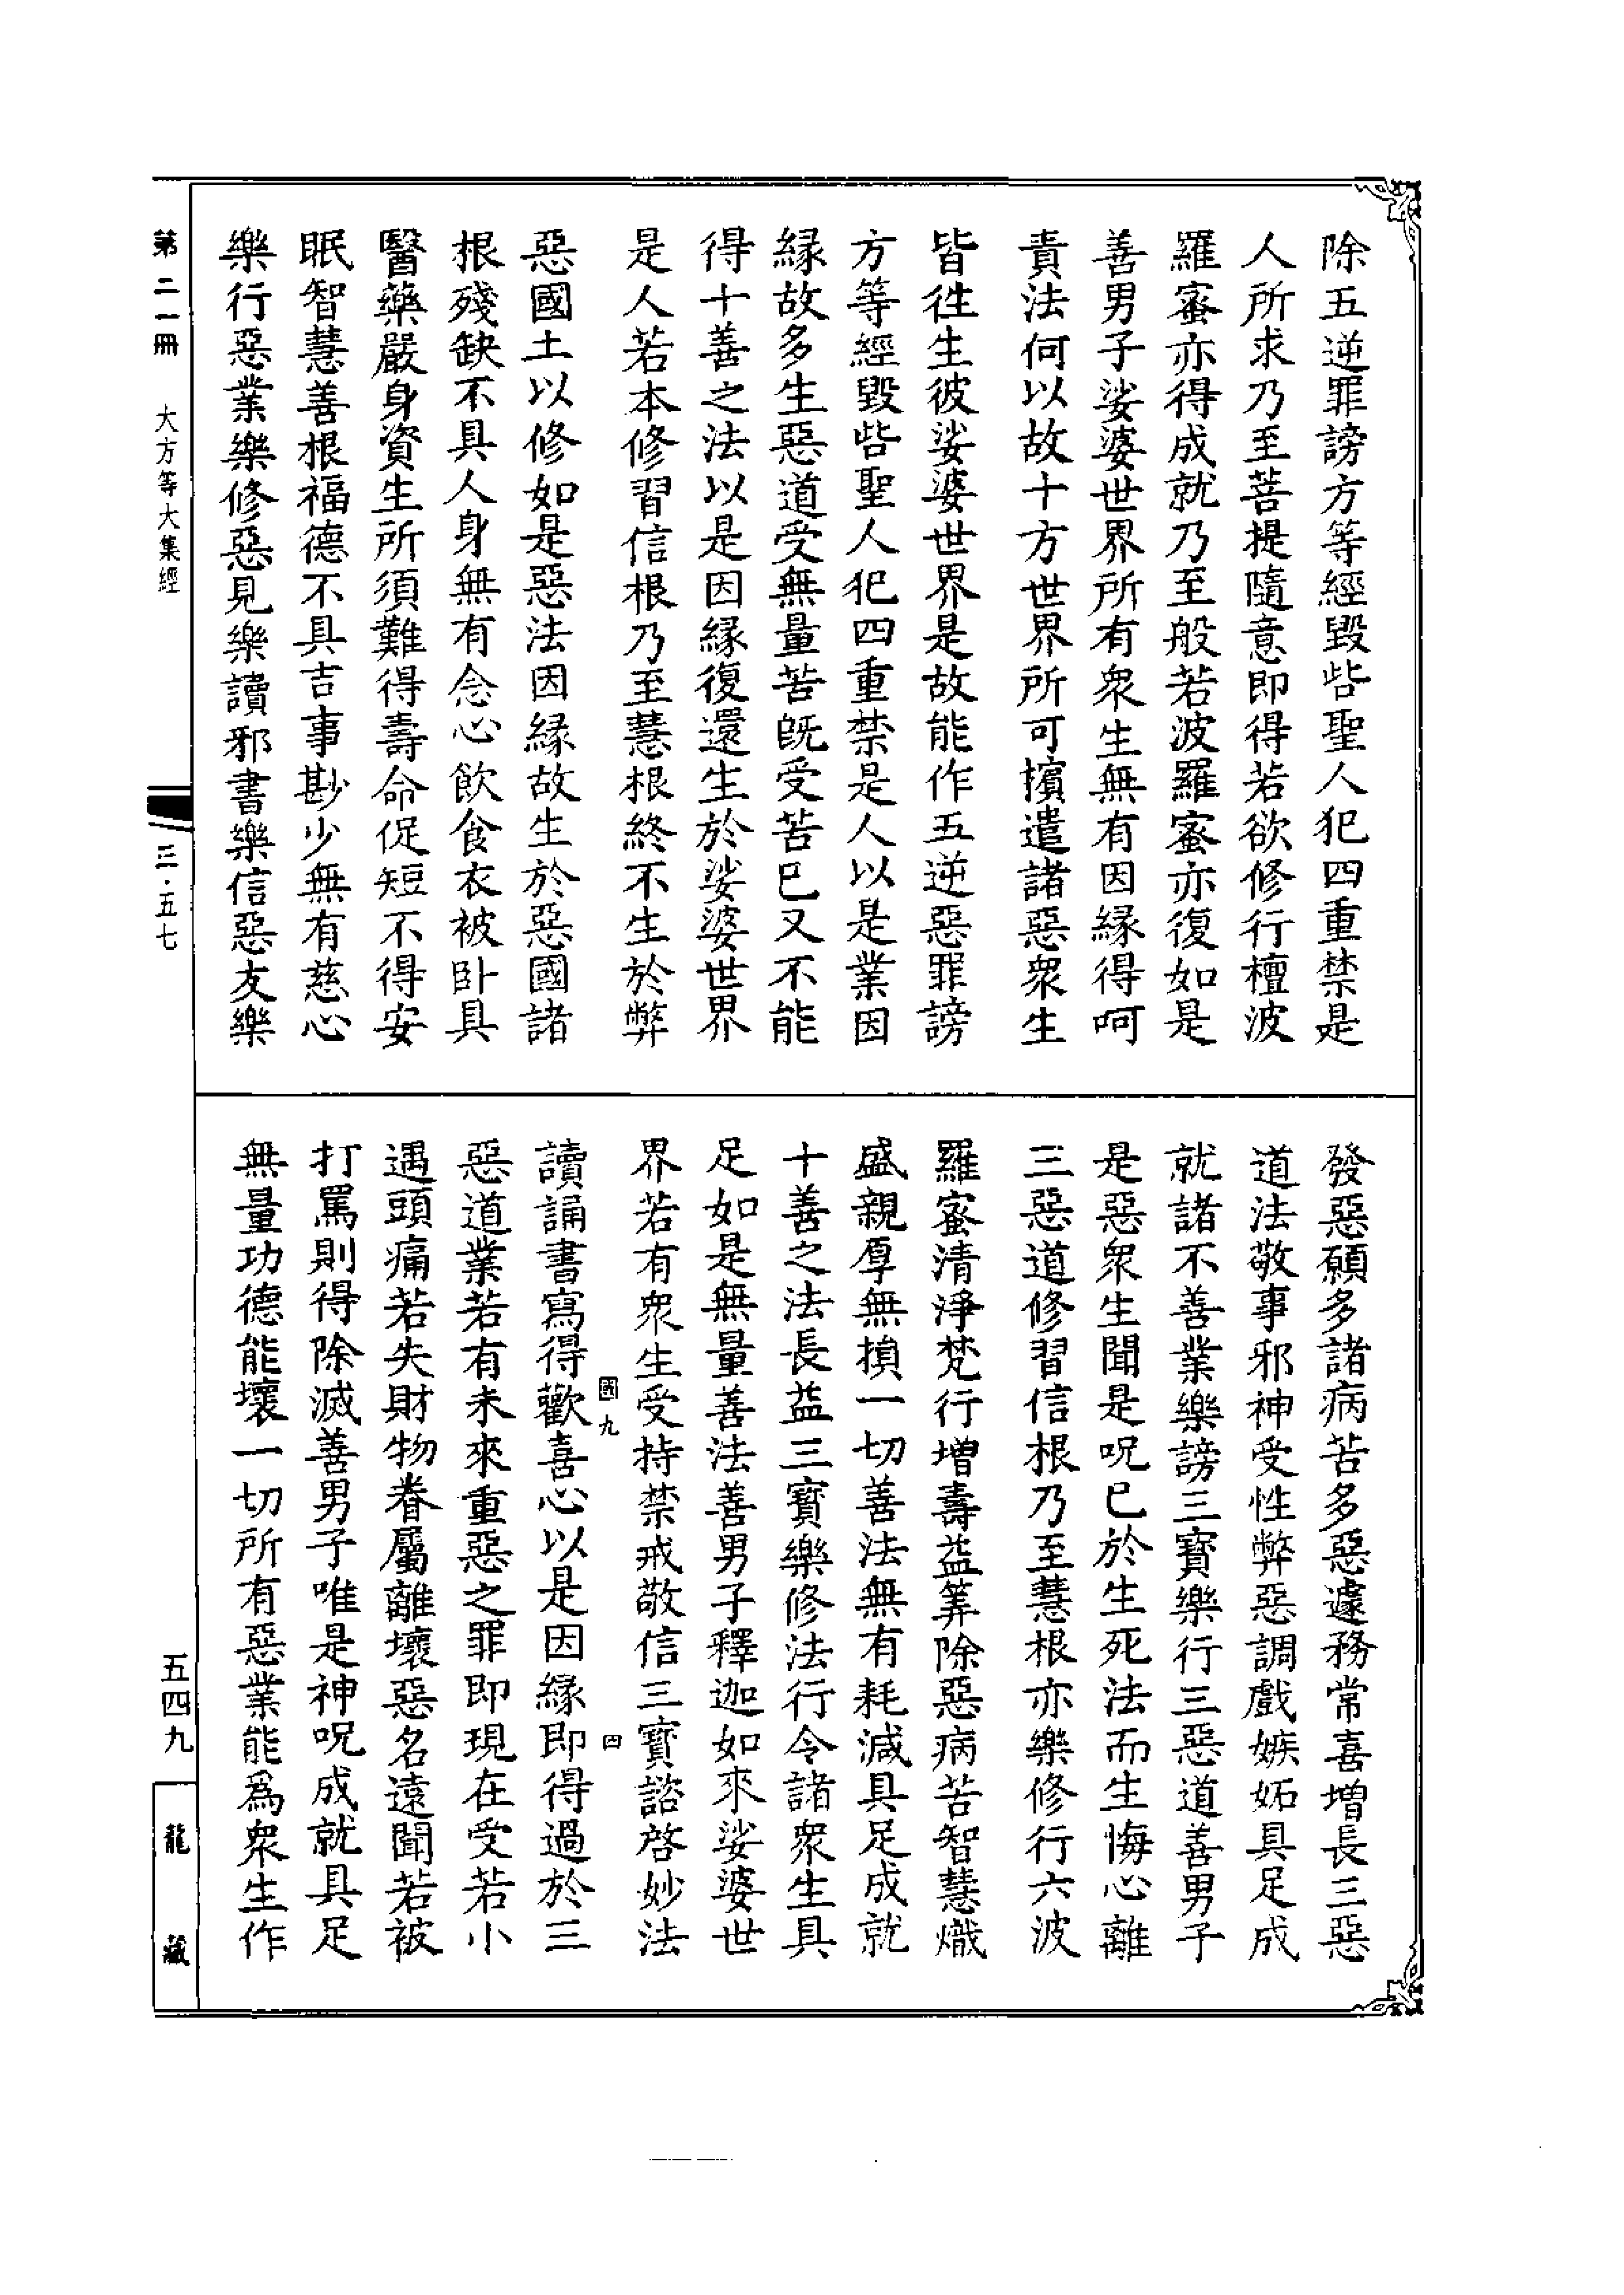 除五逆罪謗方等經毀呰聖人犯四重禁是
人所求乃至菩提隨意即得若欲修行檀波
羅蜜亦得成就乃至般若波羅蜜亦復如是
善男子娑婆世界所有衆生無有因緣得呵
責法何以故十方世界所可擯遣諸惡衆生
皆徃生彼娑婆世界是故能作五逆惡罪謗
方等經毀呰聖人犯四重禁是人以是業因
緣故多生惡道受無量苦旣受苦已又不能
得十善之法以是因緣復還生於娑婆世界
是人若本修習信根乃至慧根終不生於弊
惡國土以修如是惡法因緣故生於惡國諸
根殘缺不具人身無有念心飲食衣被卧具
醫藥嚴身資生所須難得壽命促短不得安
眠智慧善根福德不具吉事尠少無有慈心
樂行惡業樂修惡見樂讀邪書樂信惡友樂
發惡願多諸病苦多惡遽務常喜增長三惡
道法敬事邪神受性弊惡調戲嫉妬具足成
就諸不善業樂謗三寶樂行三惡道善男子
是惡衆生聞是呪已於生死法而生悔心離
三惡道修習信根乃至慧根亦樂修行六波
羅蜜清淨梵行增壽益筭除惡病苦智慧熾
盛親厚無損一切善法無有耗減具足成就
十善之法長益三寶樂修法行令諸衆生具
足如是無量善法善男子釋迦如來娑婆世
界若有衆生受持禁戒敬信三寶諮啓妙法
國九 四
讀誦書寫得歡喜心以是因緣即得過於三
惡道業若有未來重惡之罪即現在受若小
遇頭痛若失財物眷屬離壞惡名遠聞若被
打罵則得除滅善男子唯是神呪成就具足
無量功德能壞一切所有惡業能爲衆生作
第二一冊 大方等大集經 三·五七
五四九 龍藏